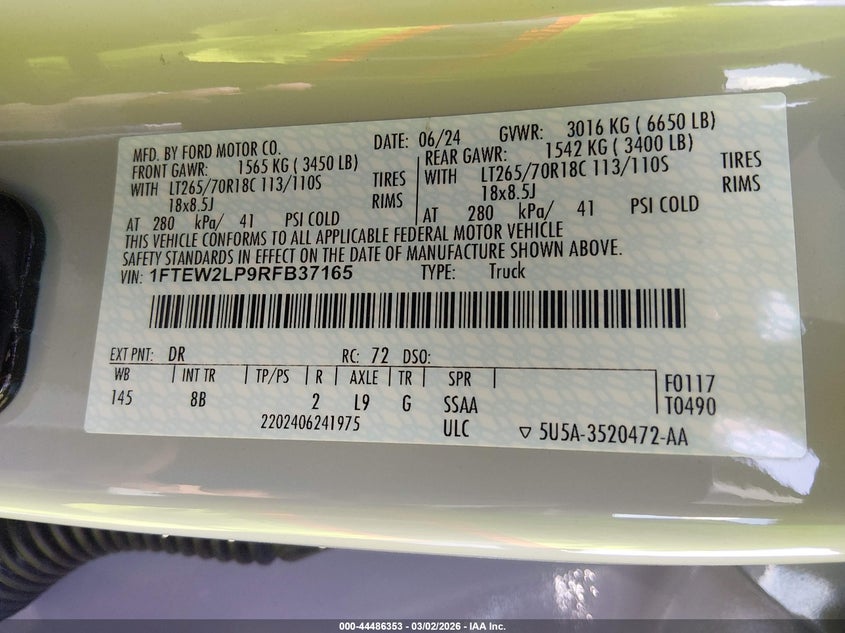 MFD. BY FORD MOTOR CO. DATE: 06/24 GVWR: 3016 KG ( 6650 LB)
FRONT GAWR: 1565 KG ( 3450 LB) REAR GAWR: 1542 KG ( 3400 LB)
WITH LT265/70R18C 113/110S TIRES WITH LT265/70R18C 113/110S TIRES
18x8.5J RIMS 18x8.5J RIMS
AT 280 kPa/ 41 PSI COLD AT 280 kPa/ 41 PSI COLD
THIS VEHICLE CONFORMS TO ALL APPLICABLE FEDERAL MOTOR VEHICLE
SAFETY STANDARDS IN EFFECT ON THE DATE OF MANUFACTURE SHOWN ABOVE.
VIN: 1FTEW2LP9RFB37165 TYPE: Truck
EXT PNT: DR RC: 72 DSO:
WB INT TR TP/PS R AXLE TR SPR F0117
145 8B 2 L9 G SSAA T0490
2202406241975 ULC ▽ 5U5A-3520472-AA
000-44486353 - 03/02/2026 - IAA Inc.